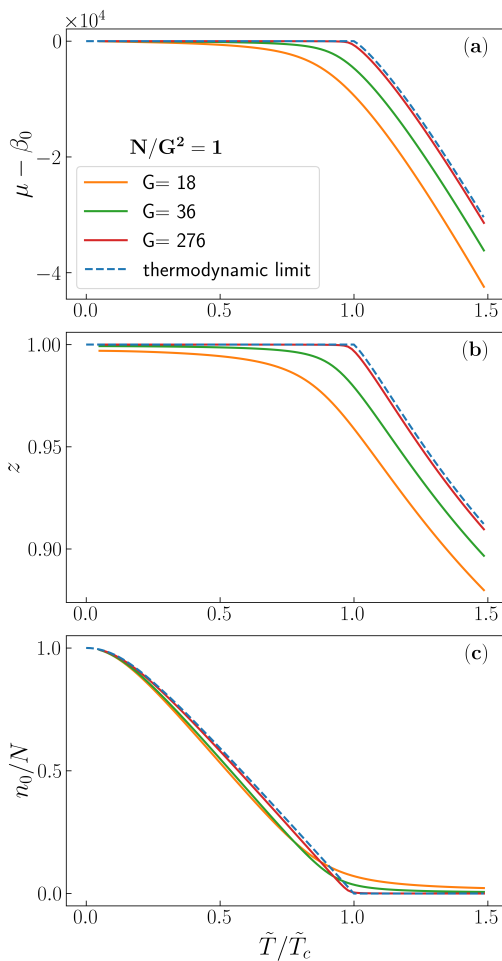 ×10⁴
0
−2
−4
μ − β₀
(a)
N/G² = 1
G= 18
G= 36
G= 276
thermodynamic limit
0.0 0.5 1.0 1.5
1.00
0.95
0.90
z
(b)
0.0 0.5 1.0 1.5
1.0
0.5
0.0
n₀/N
(c)
0.0 0.5 1.0 1.5
T̃/T̃_c